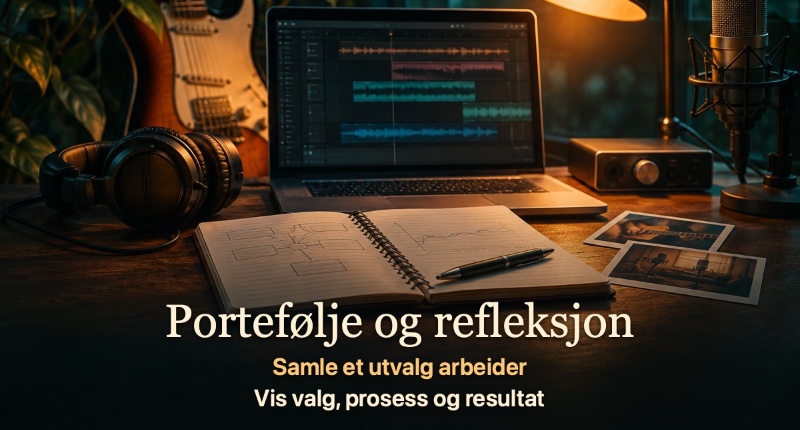 Portefølje og refleksjon
Samle et utvalg arbeider
Vis valg, prosess og resultat